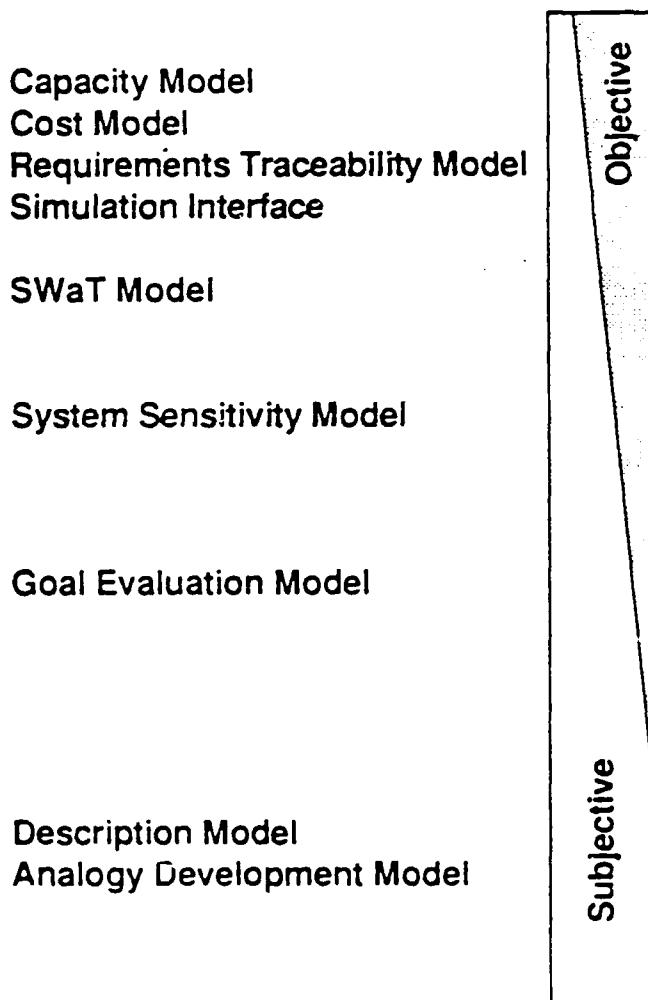 Capacity Model
Cost Model
Requirements Traceability Model
Simulation Interface
SWaT Model
System Sensitivity Model
Goal Evaluation Model
Description Model
Analogy Development Model
Objective
Subjective